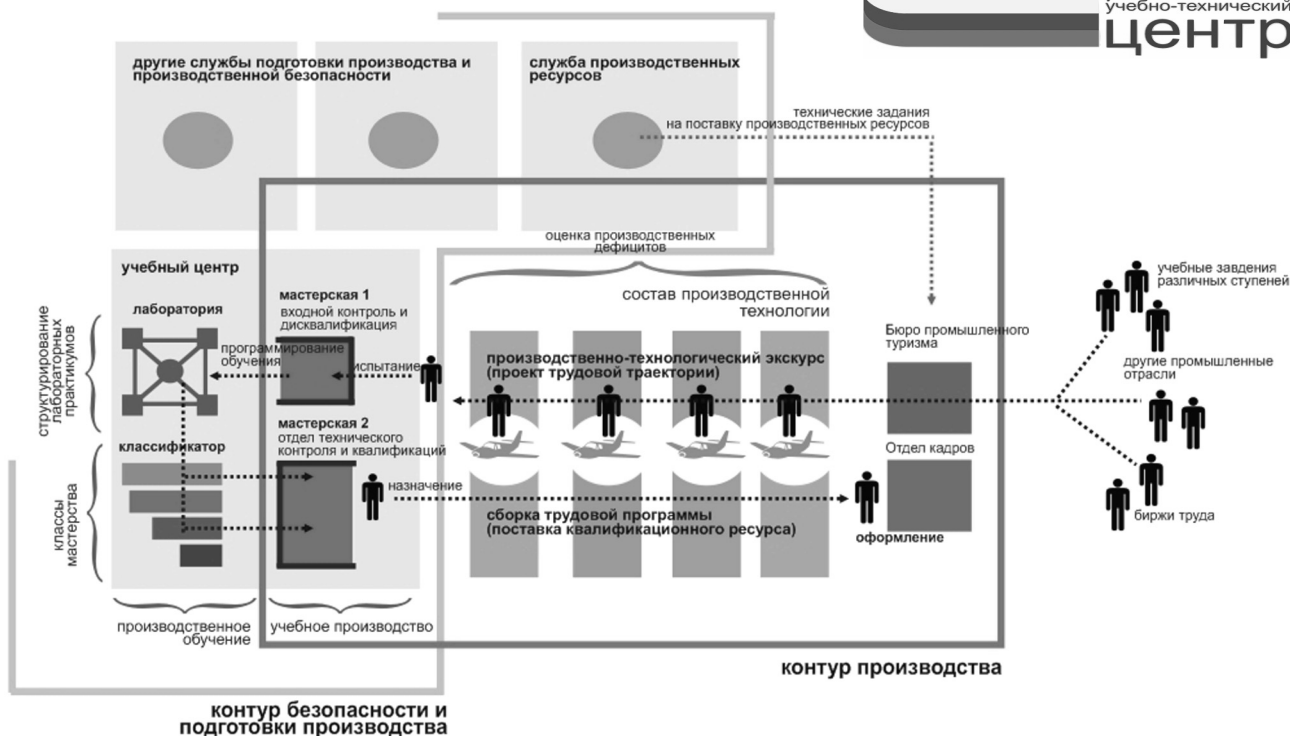 учебно-технический
центр
другие службы подготовки производства и
производственной безопасности
служба производственных
ресурсов
технические задания
на поставку производственных ресурсов
оценка производственных
дефицитов
учебный центр
лаборатория
мастерская 1
входной контроль и
дисквалификация
состав производственной
технологии
учебные завдения
различных ступеней
структурирование
лабораторных
практикумов
программирование
обучения
испытание
производственно-технологический экскурс
(проект трудовой траектории)
Бюро промышленного
туризма
другие промышленные
отрасли
классификатор
мастерская 2
отдел технического
контроля и квалификаций
Отдел кадров
классы
мастерства
назначение
сборка трудовой программы
(поставка квалификационного ресурса)
оформление
биржи труда
производственное
обучение
учебное производство
контур производства
контур безопасности и
подготовки производства